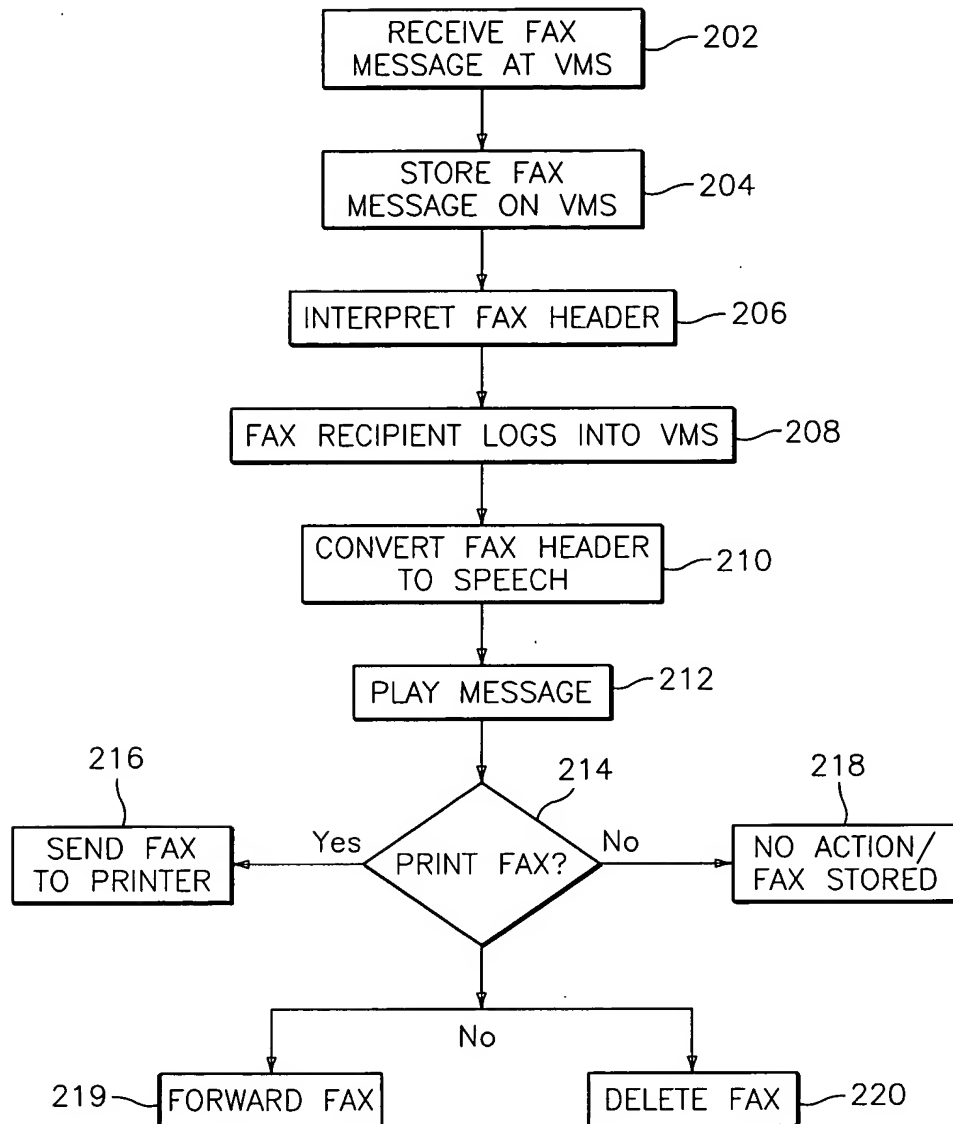 RECEIVE FAX
MESSAGE AT VMS
202
STORE FAX
MESSAGE ON VMS
204
INTERPRET FAX HEADER
206
FAX RECIPIENT LOGS INTO VMS
208
CONVERT FAX HEADER
TO SPEECH
210
PLAY MESSAGE
212
216
214
218
SEND FAX
TO PRINTER
Yes
PRINT FAX?
No
NO ACTION/
FAX STORED
No
219
FORWARD FAX
DELETE FAX
220